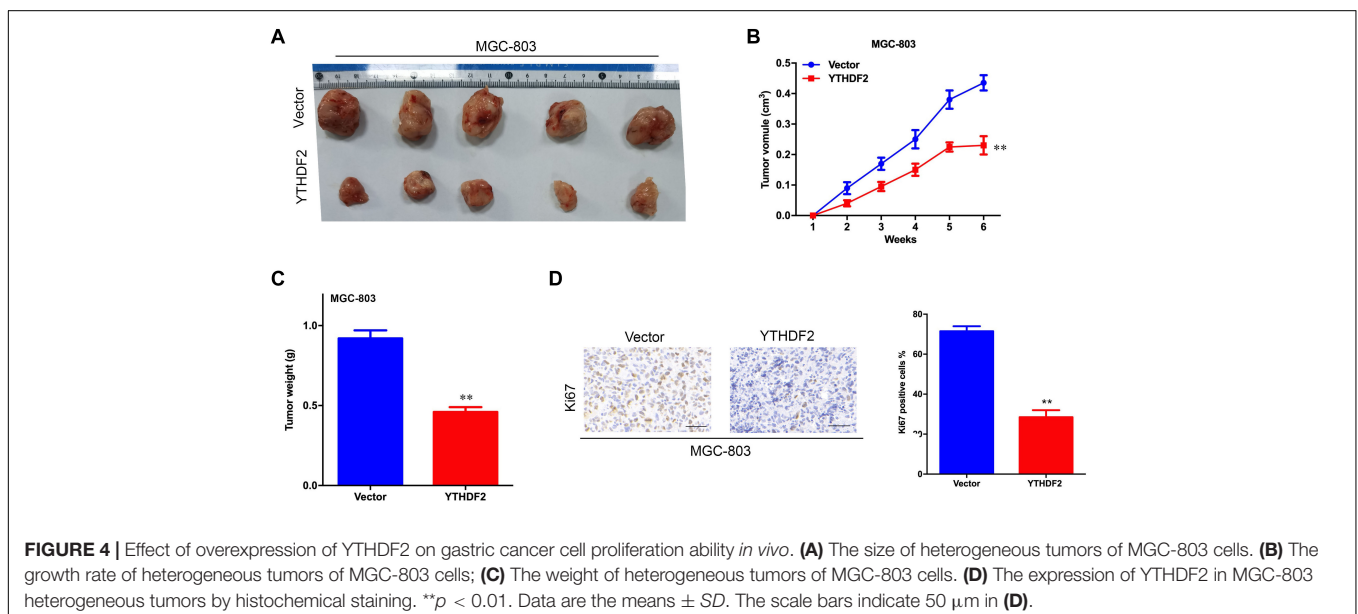 A
MGC-803
Vector
YTHDF2
B
MGC-803
Vector
YTHDF2
Tumor vomule (cm³)
0.5
0.4
0.3
0.2
0.1
0.0
**
1 2 3 4 5 6
Weeks
C
MGC-803
Tumor weight (g)
1.0
0.5
0.0
**
Vector YTHDF2
D
Vector YTHDF2
Ki67
MGC-803
Ki67 positive cells %
80
60
40
20
0
**
Vector YTHDF2
FIGURE 4 | Effect of overexpression of YTHDF2 on gastric cancer cell proliferation ability in vivo. (A) The size of heterogeneous tumors of MGC-803 cells. (B) The
growth rate of heterogeneous tumors of MGC-803 cells; (C) The weight of heterogeneous tumors of MGC-803 cells. (D) The expression of YTHDF2 in MGC-803
heterogeneous tumors by histochemical staining. **p < 0.01. Data are the means ± SD. The scale bars indicate 50 μm in (D).